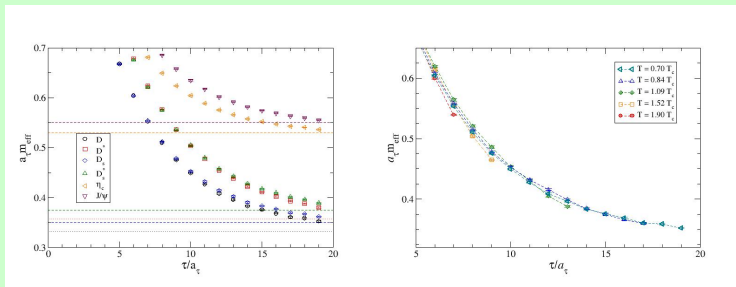 0.7
0.6
0.5
0.4
0.3
a_τ m_eff
D
D*
D_s
D*_s
η_c
J/ψ
0 5 10 15 20
τ/a_τ
0.6
0.5
0.4
a_τ m_eff
T = 0.70 T_c
T = 0.84 T_c
T = 1.09 T_c
T = 1.52 T_c
T = 1.90 T_c
5 10 15 20
τ/a_τ